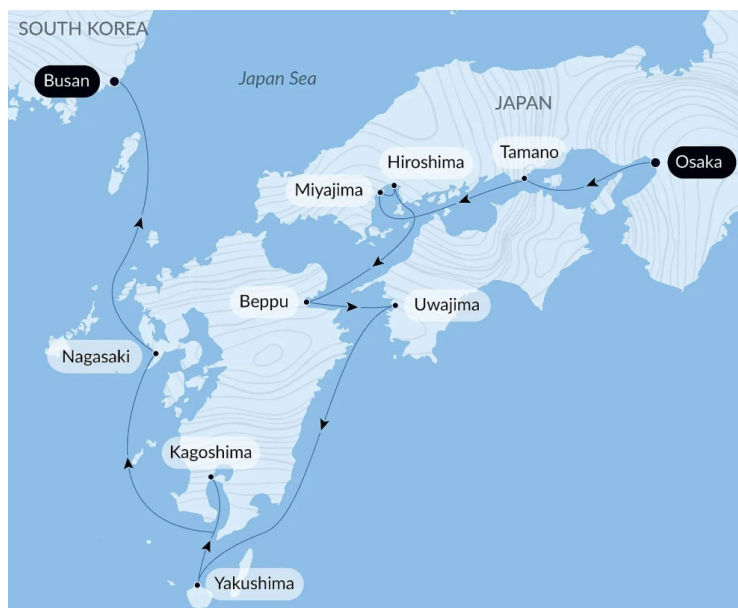 SOUTH KOREA
Busan
Japan Sea
JAPAN
Tamano
Hiroshima
Osaka
Miyajima
Beppu
Uwajima
Nagasaki
Kagoshima
Yakushima